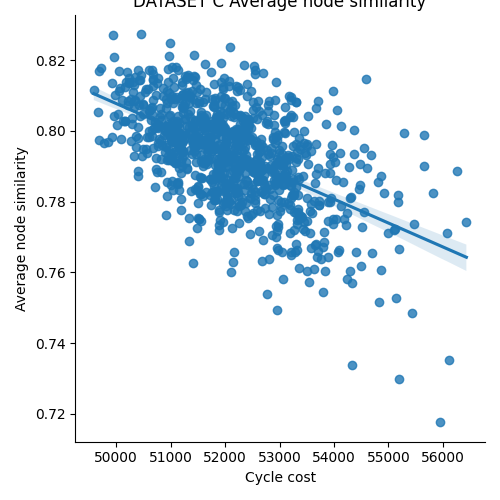 DATASET C Average node similarity
0.82
0.80
0.78
0.76
0.74
0.72
Average node similarity
50000 51000 52000 53000 54000 55000 56000
Cycle cost